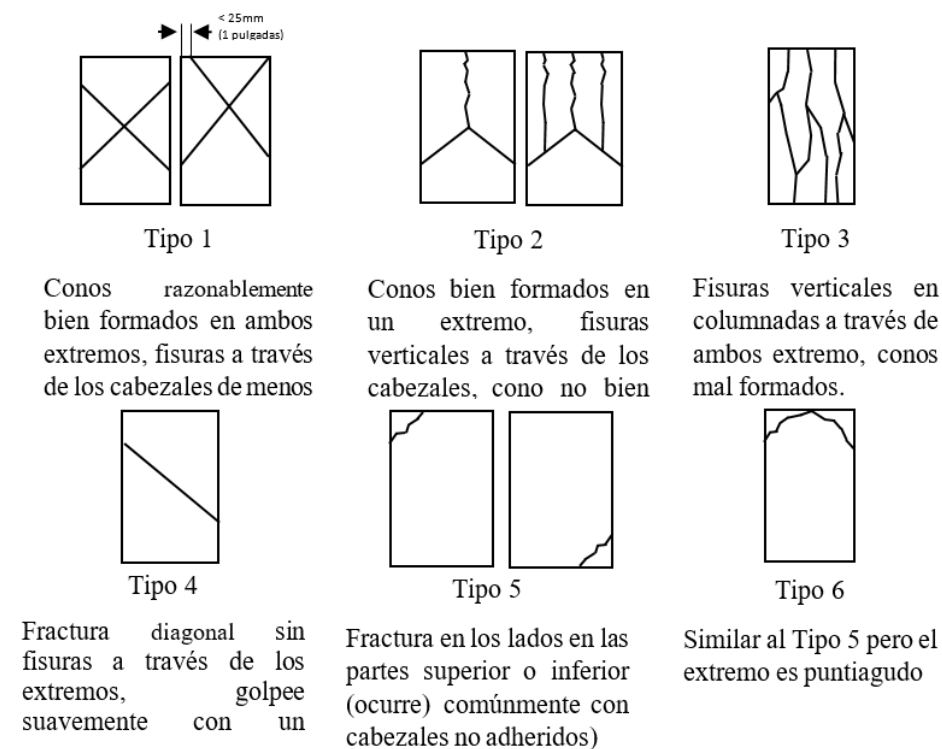 < 25mm
(1 pulgadas)
Tipo 1
Conos razonablemente
bien formados en ambos
extremos, fisuras a través
de los cabezales de menos
Tipo 2
Conos bien formados en
un extremo, fisuras
verticales a través de los
cabezales, cono no bien
Tipo 3
Fisuras verticales en
columnadas a través de
ambos extremo, conos
mal formados.
Tipo 4
Fractura diagonal sin
fisuras a través de los
extremos, golpee
suavemente con un
Tipo 5
Fractura en los lados en las
partes superior o inferior
(ocurre) comúnmente con
cabezales no adheridos)
Tipo 6
Similar al Tipo 5 pero el
extremo es puntiagudo